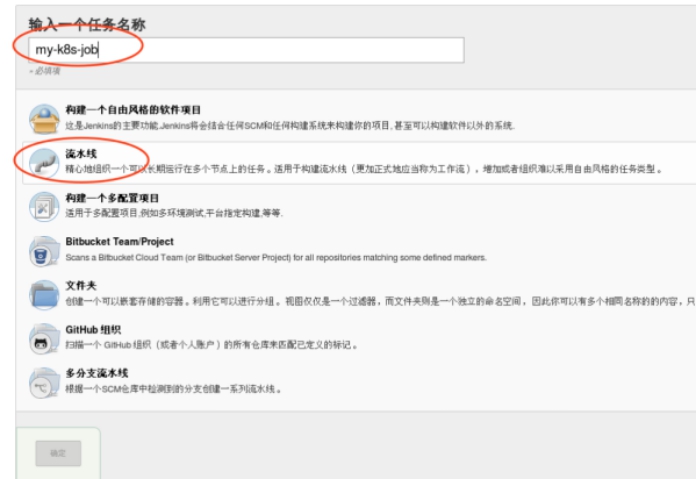 输入一个任务名称
my-k8s-job
» 必填项
构建一个自由风格的软件项目
这是Jenkins的主要功能.Jenkins将会结合任何SCM和任何构建系统来构建你的项目,甚至可以构建软件以外的系统.
流水线
精心地组织一个可以长期运行在多个节点上的任务。适用于构建流水线（更加正式地应当称为工作流），增加或者组织难以采用自由风格的任务类型。
构建一个多配置项目
适用于多配置项目,例如多环境测试,平台指定构建,等等.
Bitbucket Team/Project
Scans a Bitbucket Cloud Team (or Bitbucket Server Project) for all repositories matching some defined markers.
文件夹
创建一个可以嵌套存储的容器。利用它可以进行分组。视图仅仅是一个过滤器，而文件夹则是一个独立的命名空间，因此你可以有多个相同名称的的内容，只
GitHub 组织
扫描一个 GitHub 组织（或者个人账户）的所有仓库来匹配已定义的标记。
多分支流水线
根据一个SCM仓库中检测到的分支创建一系列流水线。
确定